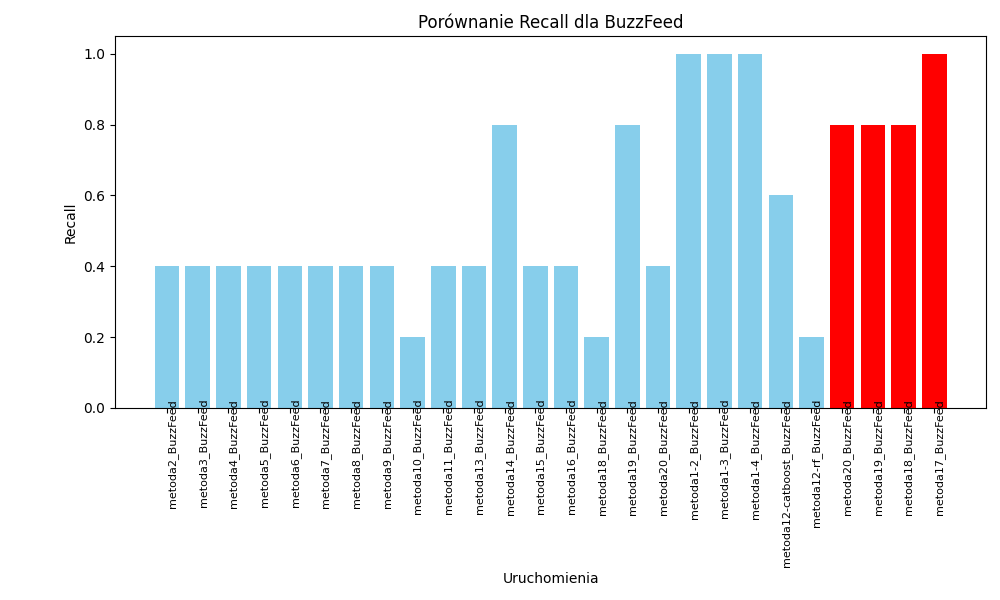 Porównanie Recall dla BuzzFeed
Recall
1.0
0.8
0.6
0.4
0.2
0.0
metoda2_BuzzFeed
metoda3_BuzzFeed
metoda4_BuzzFeed
metoda5_BuzzFeed
metoda6_BuzzFeed
metoda7_BuzzFeed
metoda8_BuzzFeed
metoda9_BuzzFeed
metoda10_BuzzFeed
metoda11_BuzzFeed
metoda13_BuzzFeed
metoda14_BuzzFeed
metoda15_BuzzFeed
metoda16_BuzzFeed
metoda18_BuzzFeed
metoda19_BuzzFeed
metoda20_BuzzFeed
metoda1-2_BuzzFeed
metoda1-3_BuzzFeed
metoda1-4_BuzzFeed
metoda12-catboost_BuzzFeed
metoda12-rf_BuzzFeed
metoda20_BuzzFeed
metoda19_BuzzFeed
metoda18_BuzzFeed
metoda17_BuzzFeed
Uruchomienia